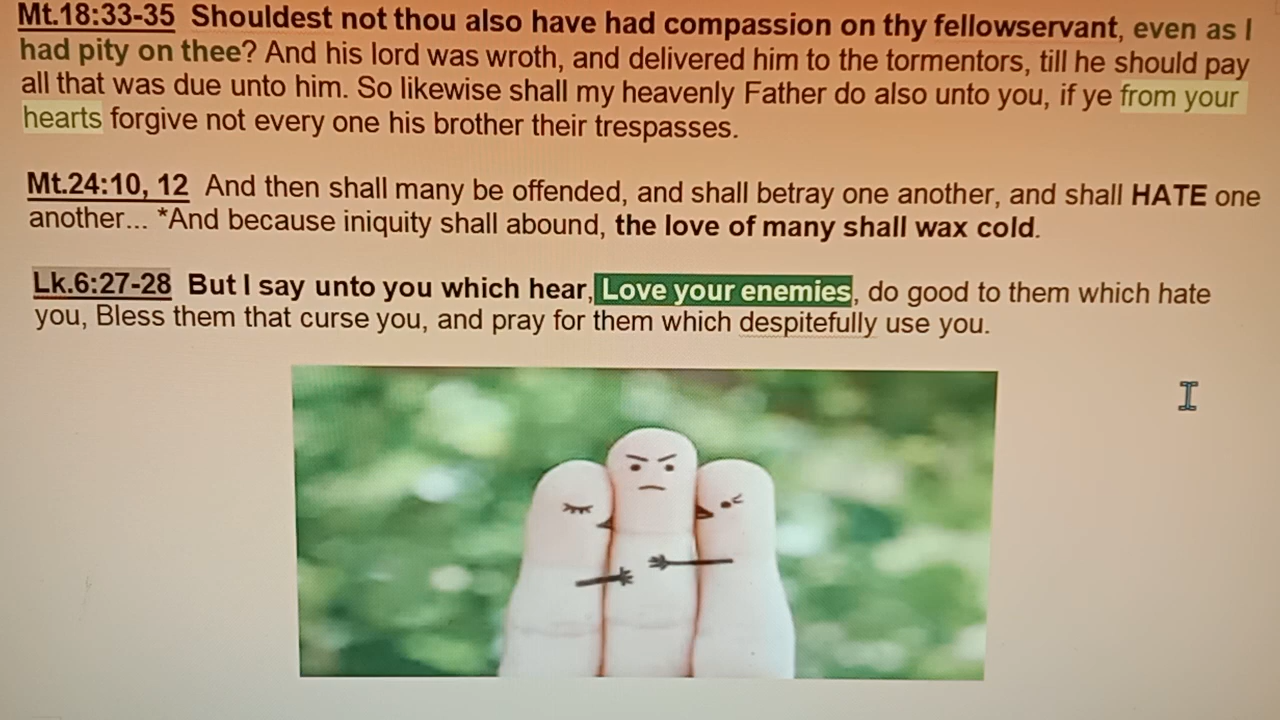 Mt.18:33-35 Shouldest not thou also have had compassion on thy fellowservant, even as I
had pity on thee? And his lord was wroth, and delivered him to the tormentors, till he should pay
all that was due unto him. So likewise shall my heavenly Father do also unto you, if ye from your
hearts forgive not every one his brother their trespasses.
Mt.24:10, 12 And then shall many be offended, and shall betray one another, and shall HATE one
another... *And because iniquity shall abound, the love of many shall wax cold.
Lk.6:27-28 But I say unto you which hear, Love your enemies, do good to them which hate
you, Bless them that curse you, and pray for them which despitefully use you.